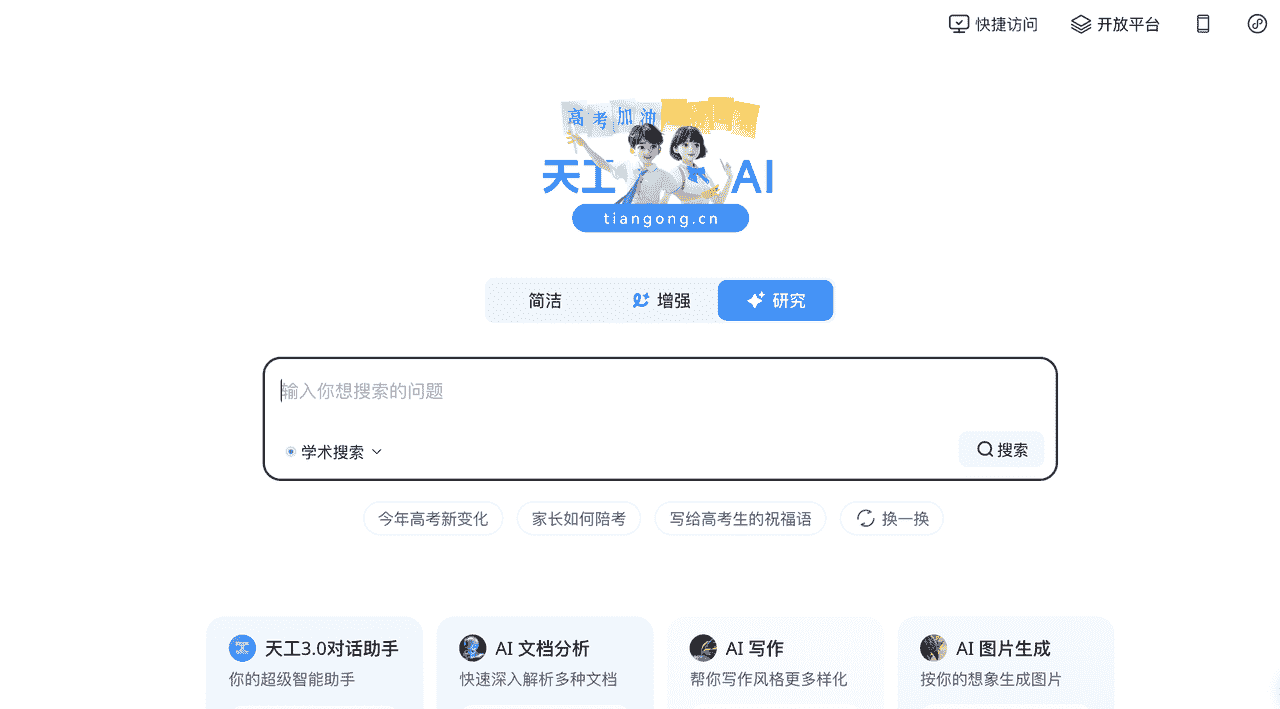 快捷访问 开放平台
高考加油
天工 AI
tiangong.cn
简洁 增强 研究
输入你想搜索的问题
学术搜索 搜索
今年高考新变化 家长如何陪考 写给高考生的祝福语 换一换
天工3.0对话助手 AI 文档分析 AI 写作 AI 图片生成
你的超级智能助手 快速深入解析多种文档 帮你写作风格更多样化 按你的想象生成图片